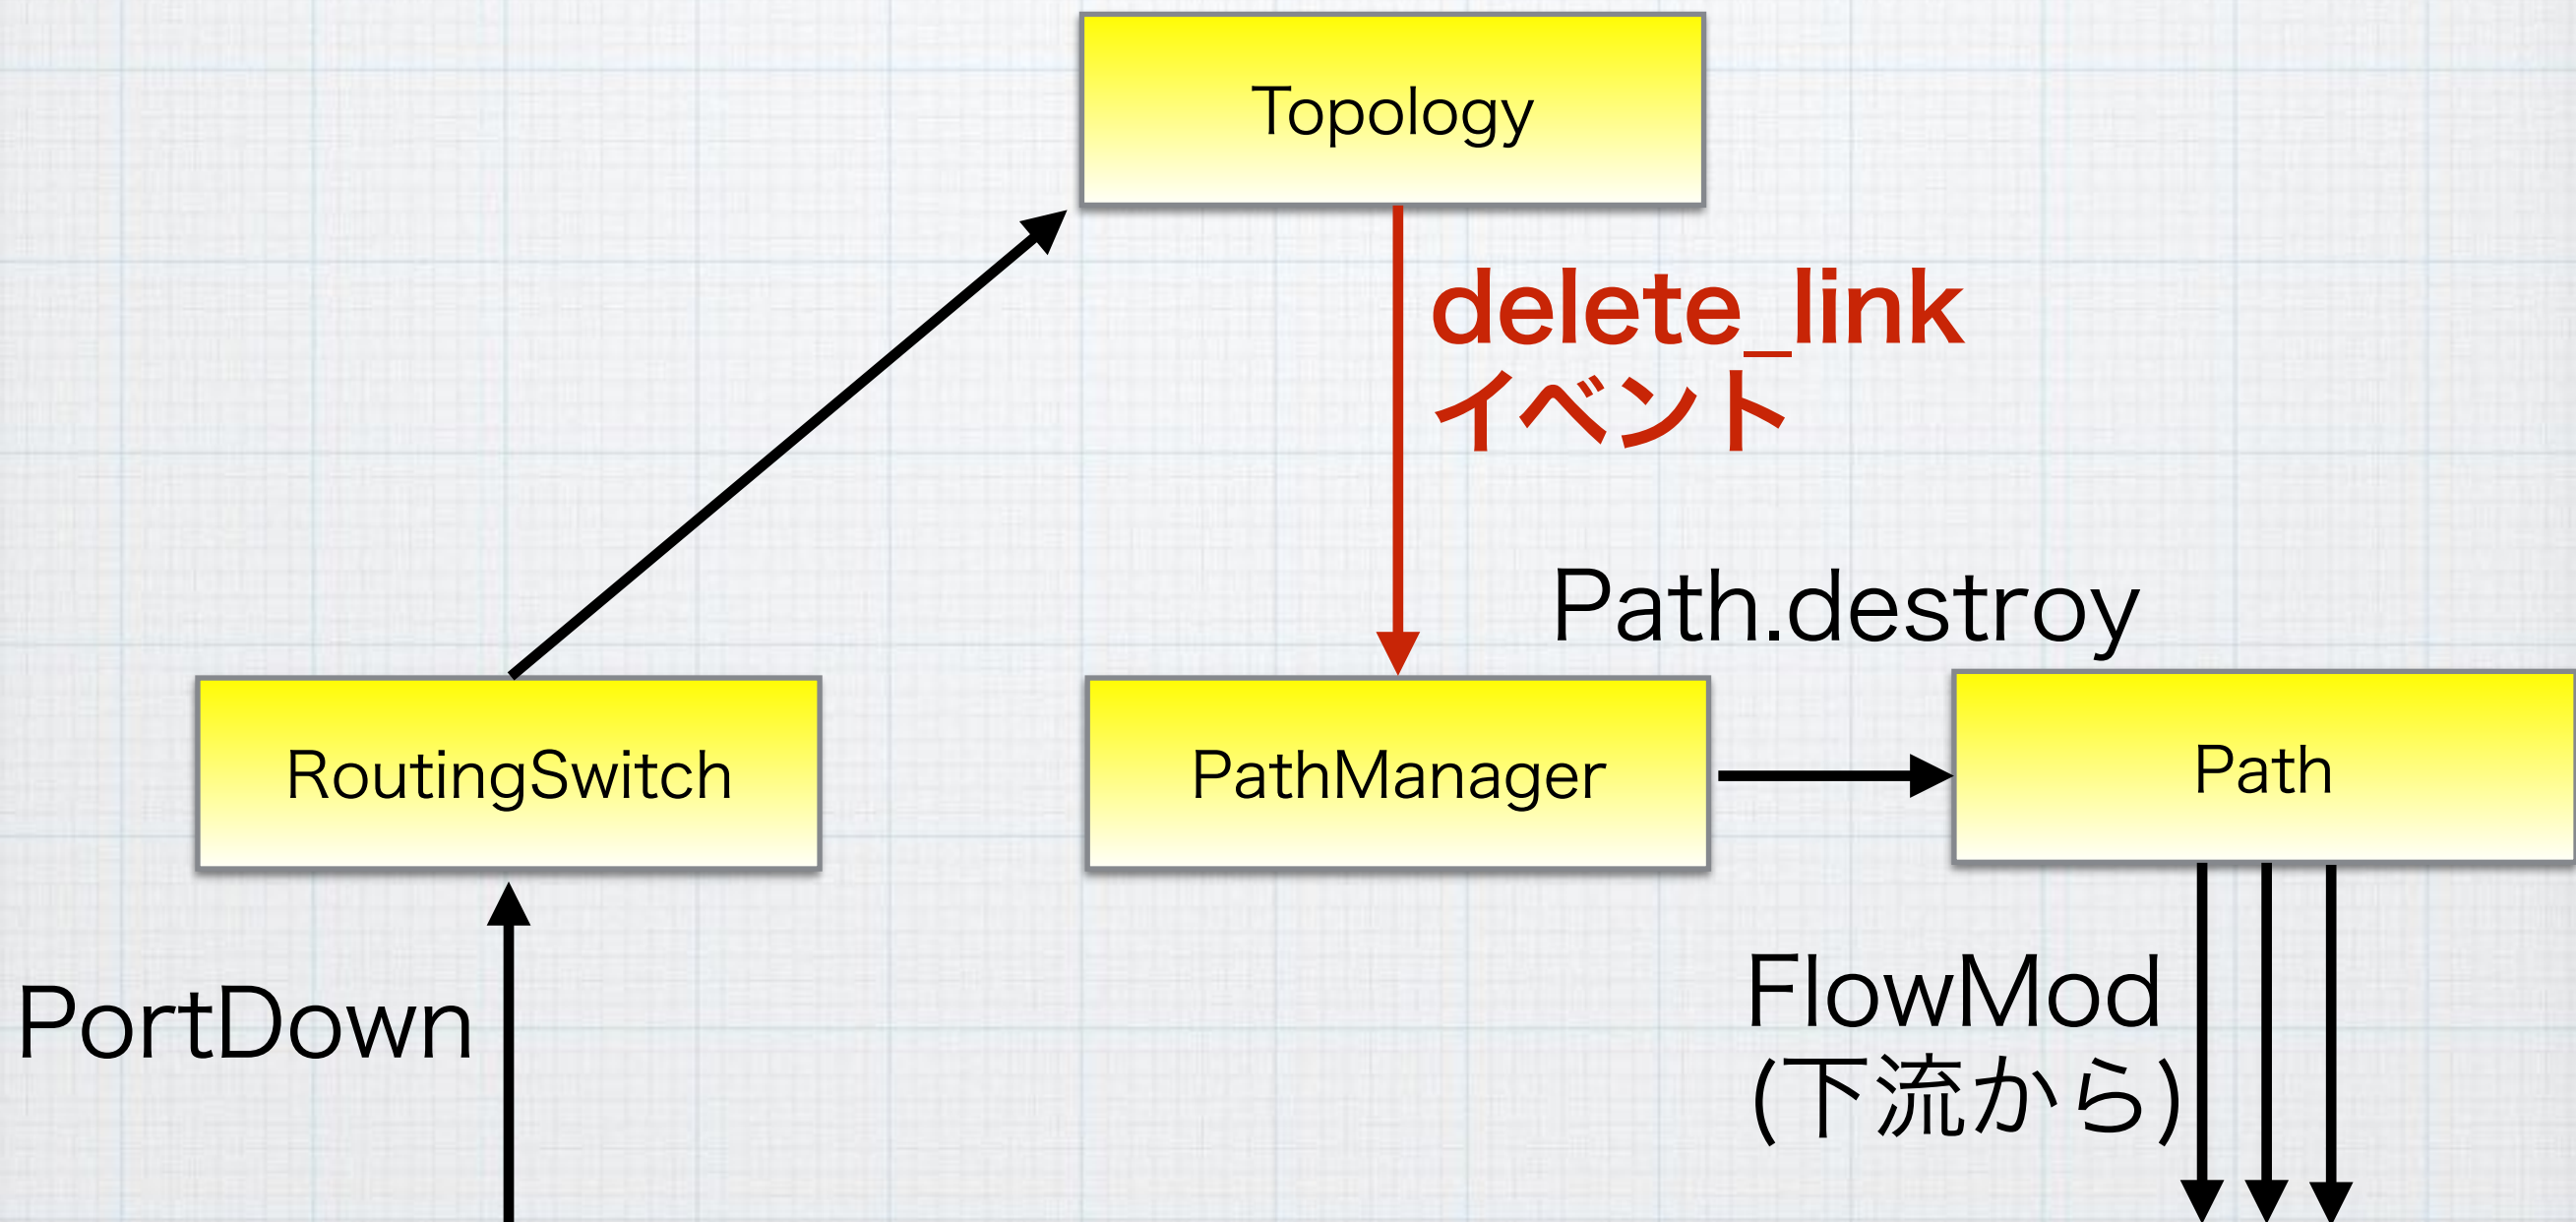 Topology
delete_link
イベント
Path.destroy
RoutingSwitch
PathManager
Path
PortDown
FlowMod
(下流から)